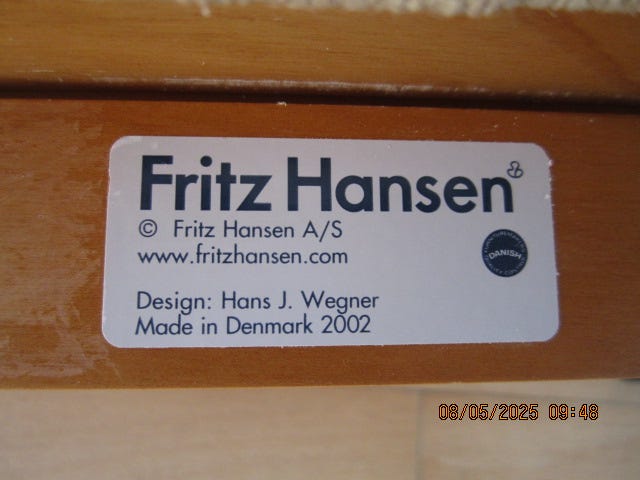 Fritz Hansen
© Fritz Hansen A/S
www.fritzhansen.com
DANISH
Design: Hans J. Wegner
Made in Denmark 2002
08/05/2025 09:48